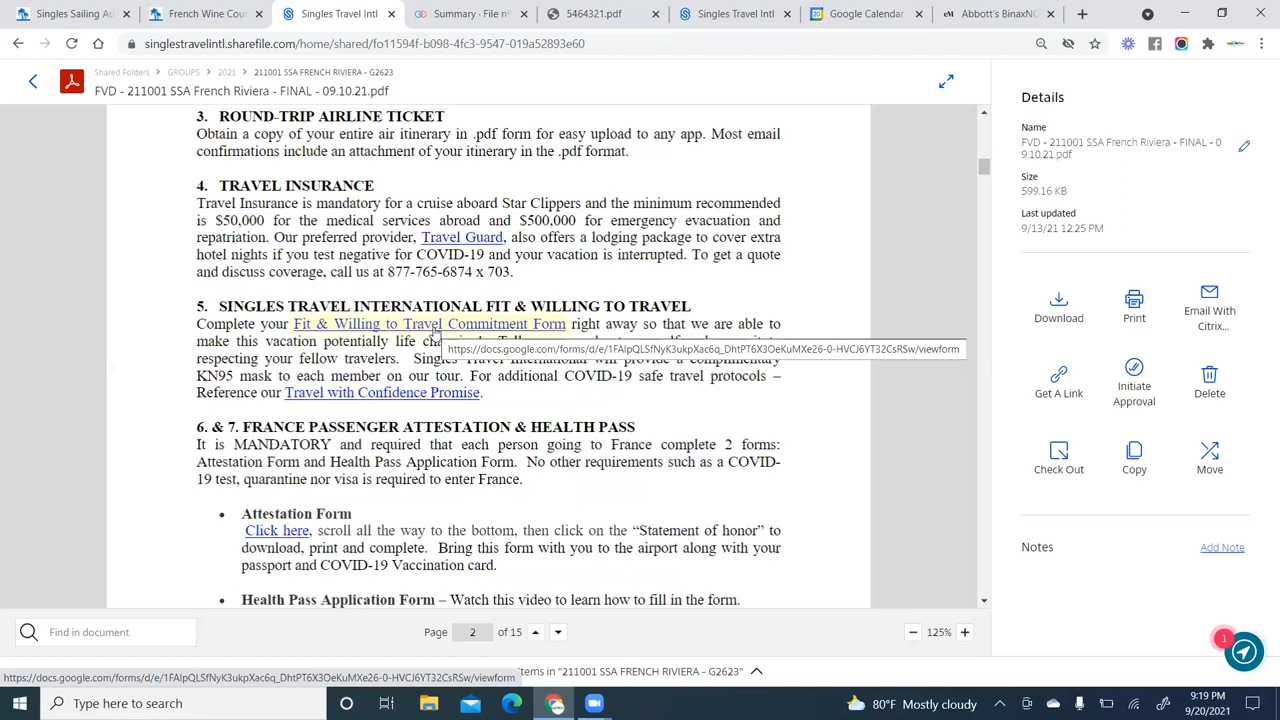 Singles Sailing Ad
French Wine Cour
Singles Travel Intl
Summary - File n°
5464321.pdf
Singles Travel Intl
Google Calendar
Abbott's BinaxNC
singlestravelintl.sharefile.com/home/shared/fo11594f-b098-4fc3-9547-019a52893e60
Shared Folders > GROUPS > 2021 > 211001 SSA FRENCH RIVIERA - G2623
FVD - 211001 SSA French Riviera - FINAL - 09.10.21.pdf
3. ROUND-TRIP AIRLINE TICKET
Obtain a copy of your entire air itinerary in .pdf form for easy upload to any app. Most email
confirmations include an attachment of your itinerary in the .pdf format.
4. TRAVEL INSURANCE
Travel Insurance is mandatory for a cruise aboard Star Clippers and the minimum recommended
is $50,000 for the medical services abroad and $500,000 for emergency evacuation and
repatriation. Our preferred provider, Travel Guard, also offers a lodging package to cover extra
hotel nights if you test negative for COVID-19 and your vacation is interrupted. To get a quote
and discuss coverage, call us at 877-765-6874 x 703.
5. SINGLES TRAVEL INTERNATIONAL FIT & WILLING TO TRAVEL
Complete your Fit & Willing to Travel Commitment Form right away so that we are able to
make this vacation potentially life
https://docs.google.com/forms/d/e/1FAIpQLSfNyK3ukpXac6q_DhtPT6X3OeKuMXe26-0-HVCJ6YT32CsRSw/viewform
respecting your fellow travelers. Singles Travel International will provide a complimentary
KN95 mask to each member on our tour. For additional COVID-19 safe travel protocols –
Reference our Travel with Confidence Promise.
6. & 7. FRANCE PASSENGER ATTESTATION & HEALTH PASS
It is MANDATORY and required that each person going to France complete 2 forms:
Attestation Form and Health Pass Application Form. No other requirements such as a COVID-
19 test, quarantine nor visa is required to enter France.
• Attestation Form
Click here, scroll all the way to the bottom, then click on the “Statement of honor” to
download, print and complete. Bring this form with you to the airport along with your
passport and COVID-19 Vaccination card.
• Health Pass Application Form – Watch this video to learn how to fill in the form.
Find in document
Page 2 of 15
125%
Details
Name
FVD - 211001 SSA French Riviera - FINAL - 0
9.10.21.pdf
Size
599.16 KB
Last updated
9/13/21 12:25 PM
Download
Print
Email With
Citrix...
Get A Link
Initiate
Approval
Delete
Check Out
Copy
Move
Notes
Add Note
1
https://docs.google.com/forms/d/e/1FAIpQLSfNyK3ukpXac6q_DhtPT6X3OeKuMXe26-0-HVCJ6YT32CsRSw/viewform
tems in "211001 SSA FRENCH RIVIERA - G2623"
Type here to search
80°F Mostly cloudy
9:19 PM
9/20/2021